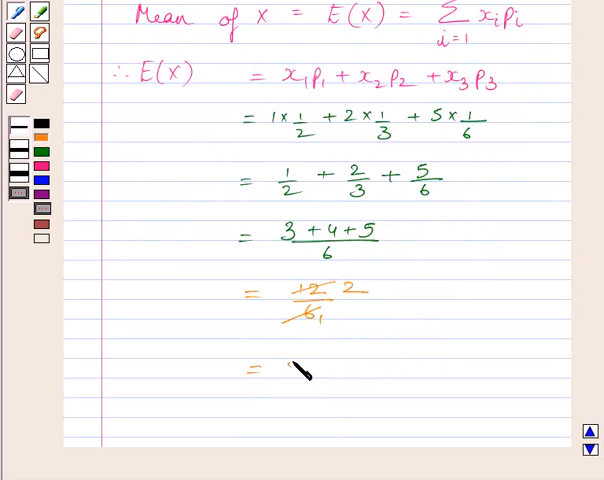 Mean of X = E(X) = ∑ i=1 xipi
∴ E(X) = x1p1 + x2p2 + x3p3
= 1 × 1/2 + 2 × 1/3 + 5 × 1/6
= 1/2 + 2/3 + 5/6
= 3 + 4 + 5 / 6
= 12 2 / 6 1
=